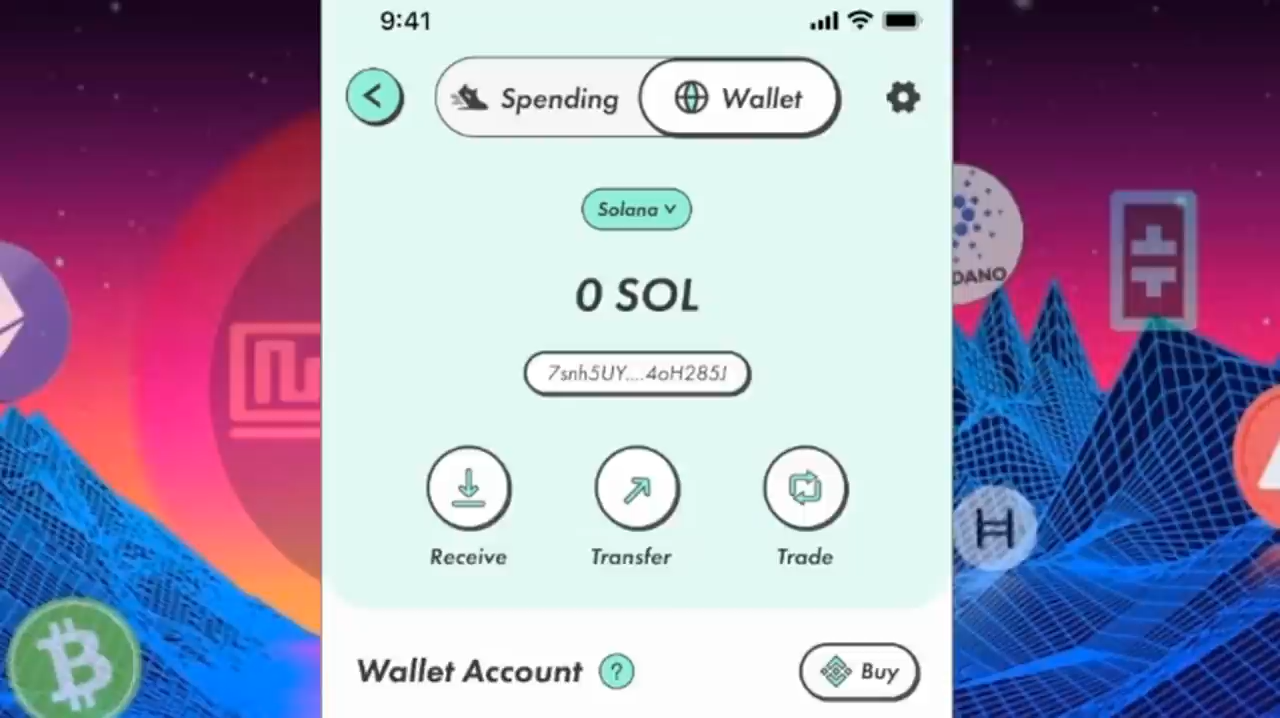 9:41
Spending
Wallet
Solana
0 SOL
7snh5UY....4oH285J
Receive
Transfer
Trade
Wallet Account ?
Buy
DANO